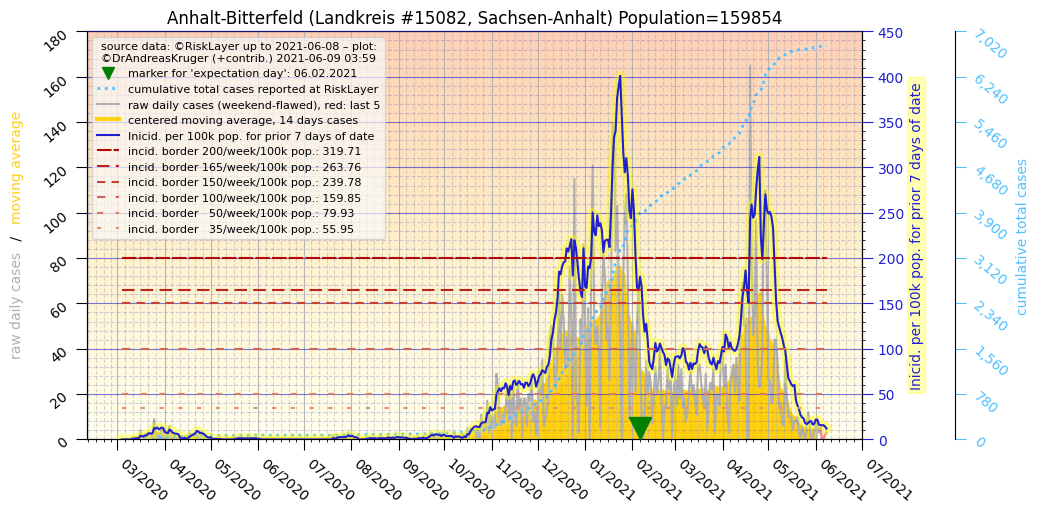 Anhalt-Bitterfeld (Landkreis #15082, Sachsen-Anhalt) Population=159854
source data: ©RiskLayer up to 2021-06-08 – plot:
©DrAndreasKruger (+contrib.) 2021-06-09 03:59
marker for 'expectation day': 06.02.2021
cumulative total cases reported at RiskLayer
raw daily cases (weekend-flawed), red: last 5
centered moving average, 14 days cases
Inicid. per 100k pop. for prior 7 days of date
incid. border 200/week/100k pop.: 319.71
incid. border 165/week/100k pop.: 263.76
incid. border 150/week/100k pop.: 239.78
incid. border 100/week/100k pop.: 159.85
incid. border 50/week/100k pop.: 79.93
incid. border 35/week/100k pop.: 55.95
raw daily cases / moving average
180
160
140
120
100
80
60
40
20
0
450
400
350
300
250
200
150
100
50
0
Inicid. per 100k pop. for prior 7 days of date
7,020
6,240
5,460
4,680
3,900
3,120
2,340
1,560
780
0
cumulative total cases
03/2020
04/2020
05/2020
06/2020
07/2020
08/2020
09/2020
10/2020
11/2020
12/2020
01/2021
02/2021
03/2021
04/2021
05/2021
06/2021
07/2021